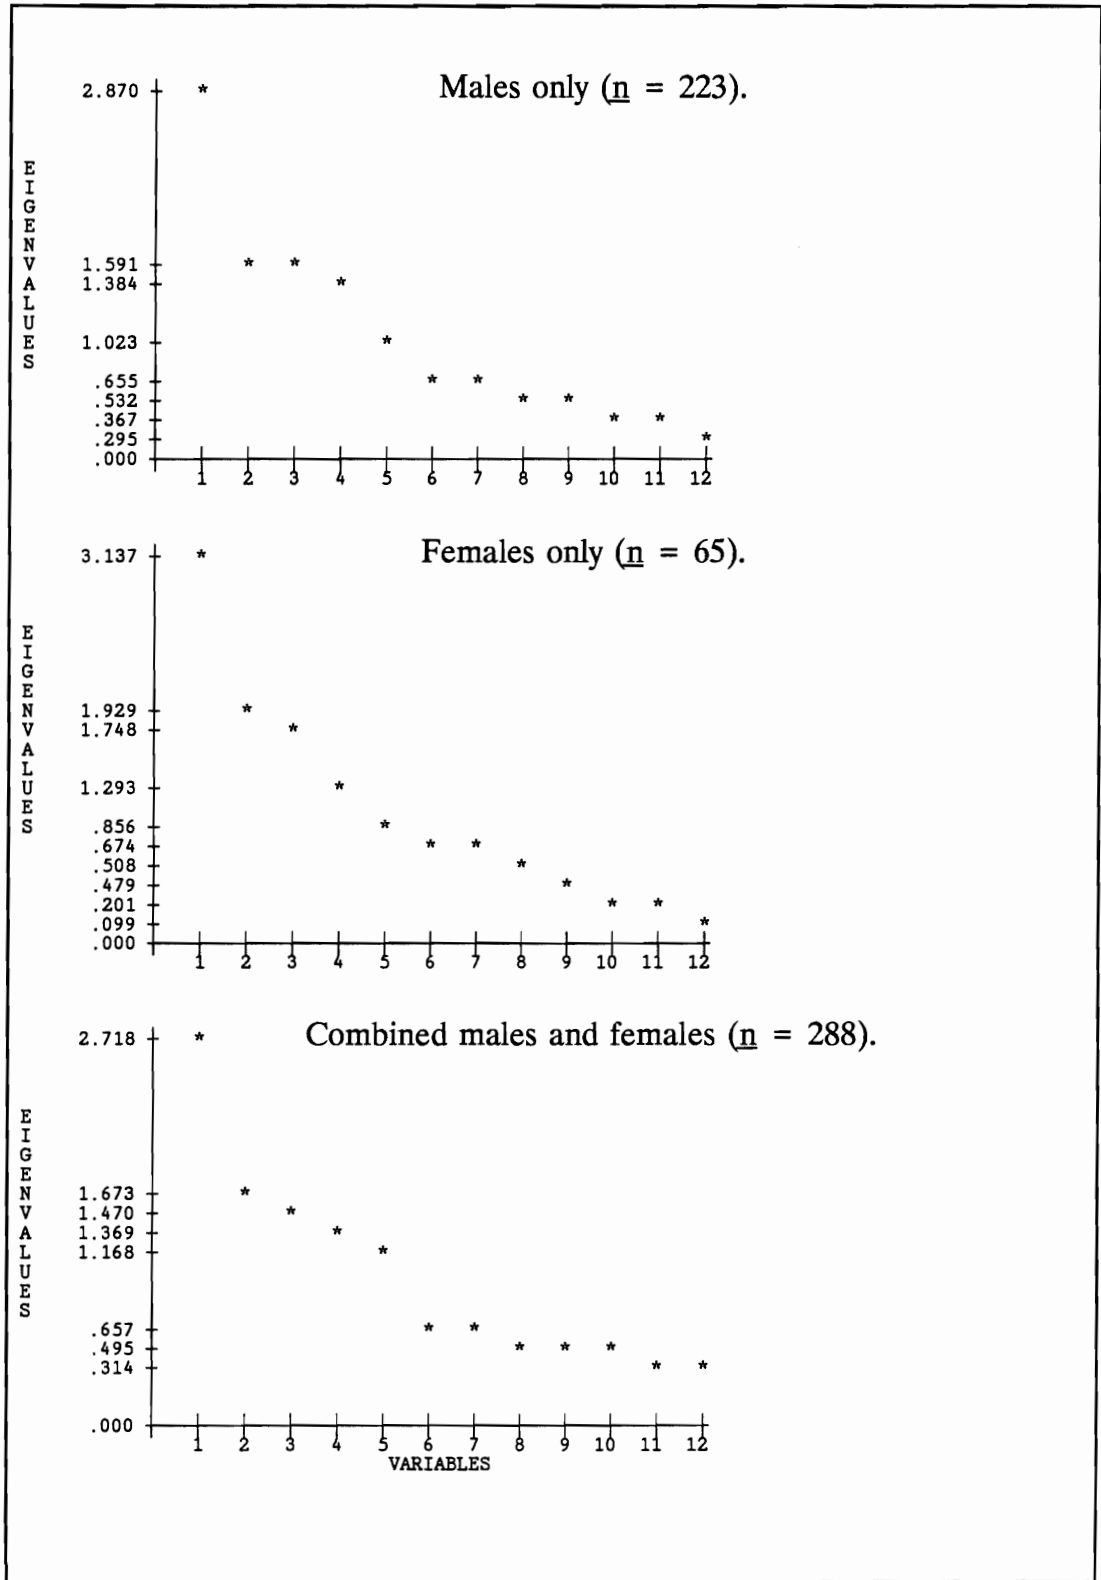 Males only (n = 223).
EIGENVALUES
2.870
1.591
1.384
1.023
.655
.532
.367
.295
.000
1 2 3 4 5 6 7 8 9 10 11 12
Females only (n = 65).
EIGENVALUES
3.137
1.929
1.748
1.293
.856
.674
.508
.479
.201
.099
.000
1 2 3 4 5 6 7 8 9 10 11 12
Combined males and females (n = 288).
EIGENVALUES
2.718
1.673
1.470
1.369
1.168
.657
.495
.314
.000
1 2 3 4 5 6 7 8 9 10 11 12
VARIABLES